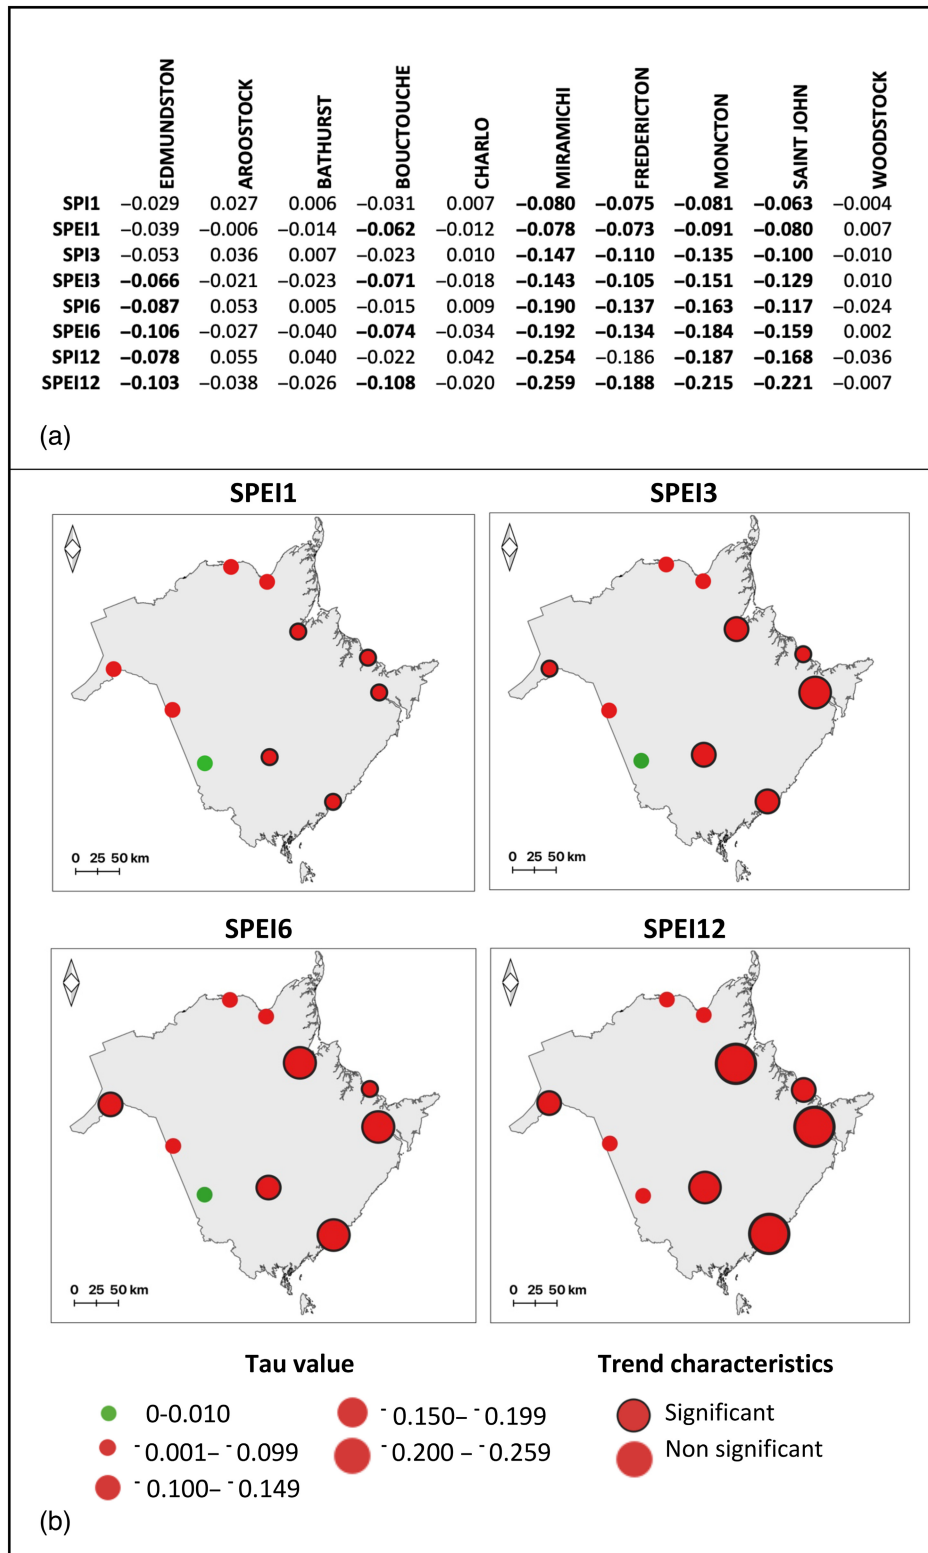 EDMUNDSTON AROOSTOCK BATHURST BOUCTOUCHE CHARLO MIRAMICHI FREDERICTON MONCTON SAINT JOHN WOODSTOCK
SPI1 −0.029 0.027 0.006 −0.031 0.007 −0.080 −0.075 −0.081 −0.063 −0.004
SPEI1 −0.039 −0.006 −0.014 −0.062 −0.012 −0.078 −0.073 −0.091 −0.080 0.007
SPI3 −0.053 0.036 0.007 −0.023 0.010 −0.147 −0.110 −0.135 −0.100 −0.010
SPEI3 −0.066 −0.021 −0.023 −0.071 −0.018 −0.143 −0.105 −0.151 −0.129 0.010
SPI6 −0.087 0.053 0.005 −0.015 0.009 −0.190 −0.137 −0.163 −0.117 −0.024
SPEI6 −0.106 −0.027 −0.040 −0.074 −0.034 −0.192 −0.134 −0.184 −0.159 0.002
SPI12 −0.078 0.055 0.040 −0.022 0.042 −0.254 −0.186 −0.187 −0.168 −0.036
SPEI12 −0.103 −0.038 −0.026 −0.108 −0.020 −0.259 −0.188 −0.215 −0.221 −0.007
(a)
SPEI1 SPEI3
0 25 50 km 0 25 50 km
SPEI6 SPEI12
0 25 50 km 0 25 50 km
Tau value Trend characteristics
0-0.010 -0.150– -0.199 Significant
-0.001– -0.099 -0.200 – -0.259 Non significant
-0.100– -0.149
(b)